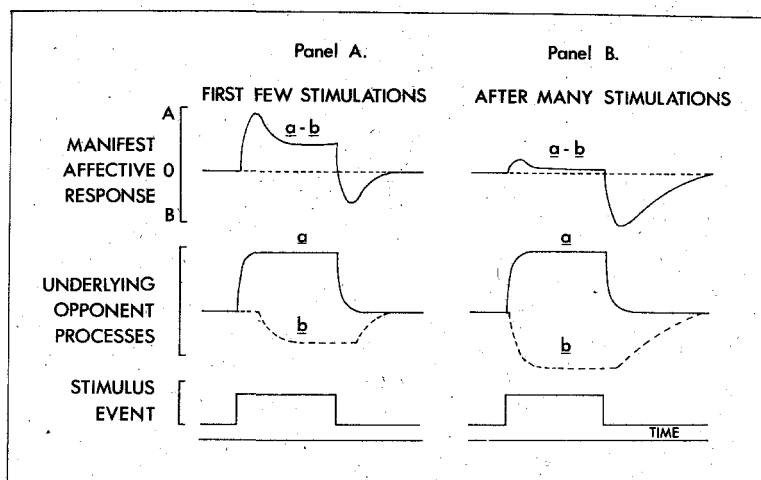 Panel A.
FIRST FEW STIMULATIONS
Panel B.
AFTER MANY STIMULATIONS
MANIFEST
AFFECTIVE
RESPONSE
A
0
B
a - b
a - b
UNDERLYING
OPPONENT
PROCESSES
a
b
a
b
STIMULUS
EVENT
TIME